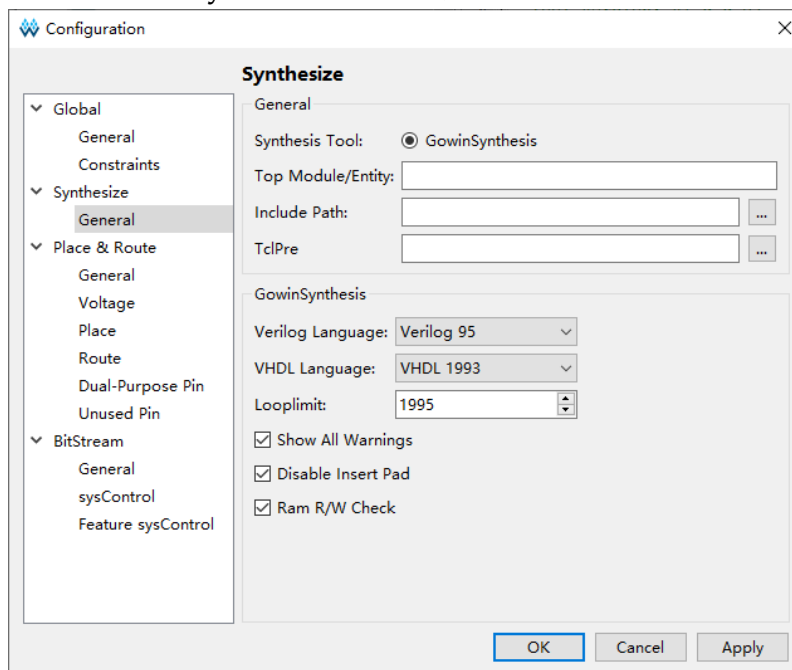 Configuration
Synthesize
Global
General
Constraints
Synthesize
General
Place & Route
General
Voltage
Place
Route
Dual-Purpose Pin
Unused Pin
BitStream
General
sysControl
Feature sysControl
General
Synthesis Tool: GowinSynthesis
Top Module/Entity:
Include Path: ...
TclPre ...
GowinSynthesis
Verilog Language: Verilog 95
VHDL Language: VHDL 1993
Looplimit: 1995
Show All Warnings
Disable Insert Pad
Ram R/W Check
OK Cancel Apply